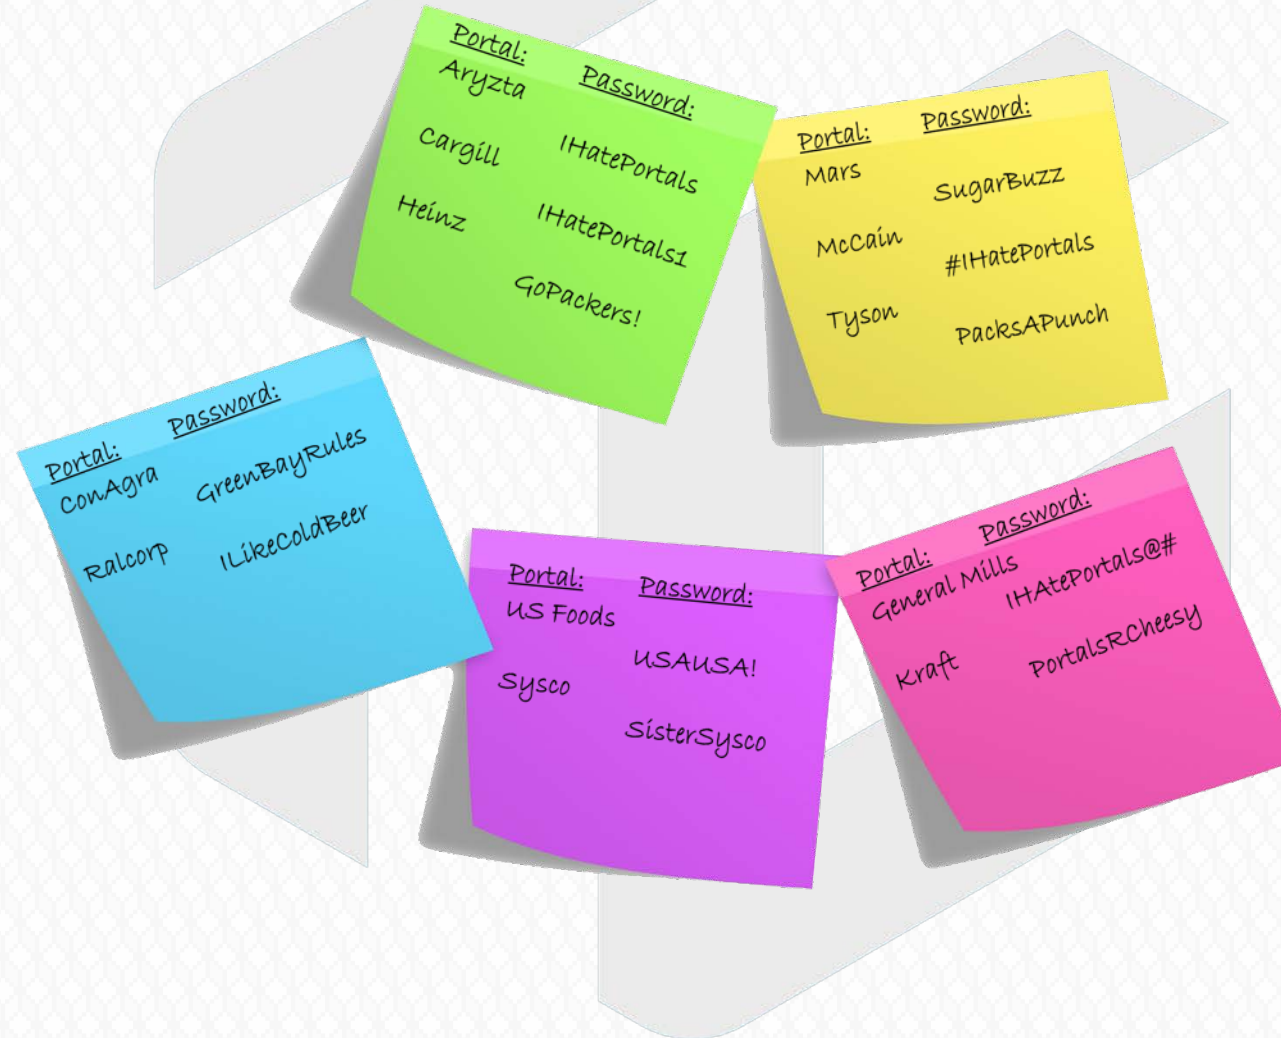 Portal: Password:
Aryzta IHatePortals
Cargill IHatePortals1
Heinz GoPackers!
Portal: Password:
Mars SugarBuzz
McCain #IHatePortals
Tyson PacksAPunch
Portal: Password:
ConAgra GreenBayRules
Ralcorp ILikeColdBeer
Portal: Password:
US Foods USAUSA!
Sysco SisterSysco
Portal: Password:
General Mills IHAtePortals@#
Kraft PortalsRCheesy